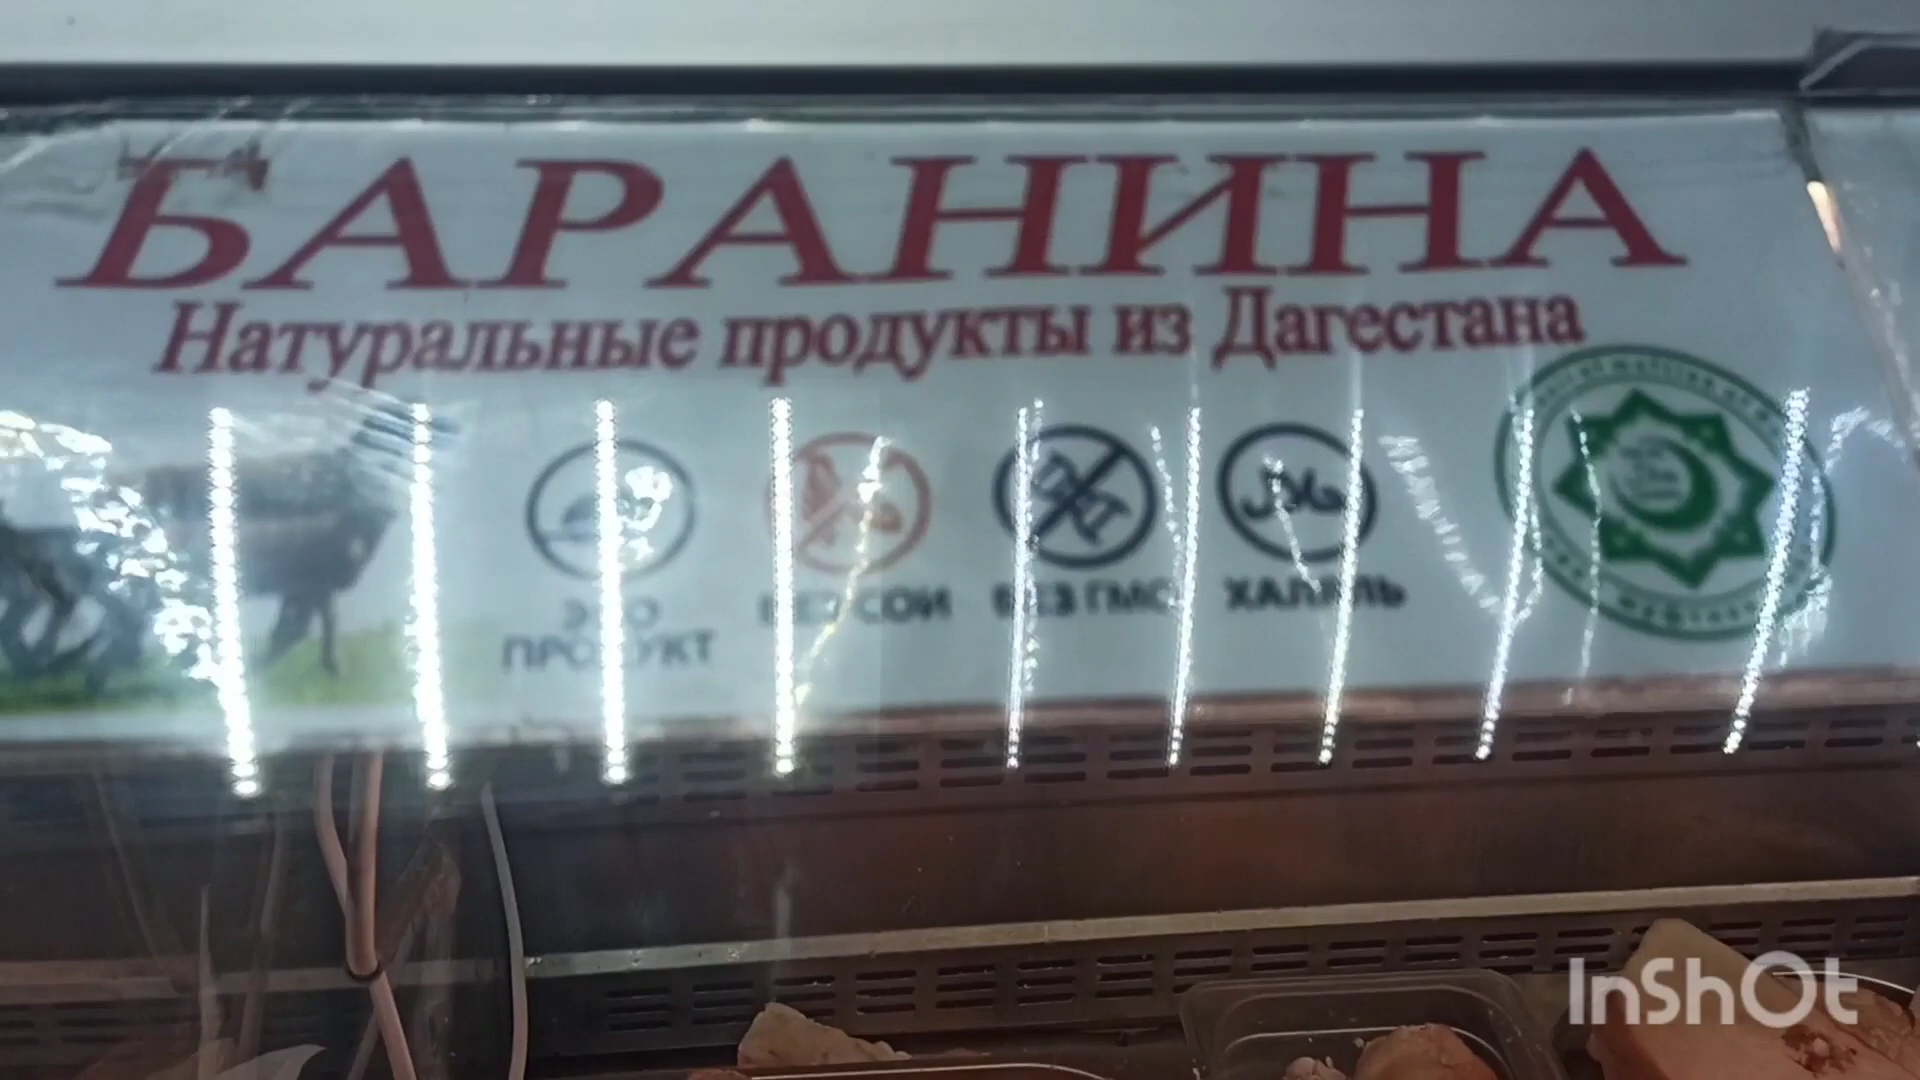 БАРАНИНА
Натуральные продукты из Дагестана
ЭКО
ПРОДУКТ
БЕЗ СОИ
БЕЗ ГМО
ХАЛЯЛЬ
InShOt